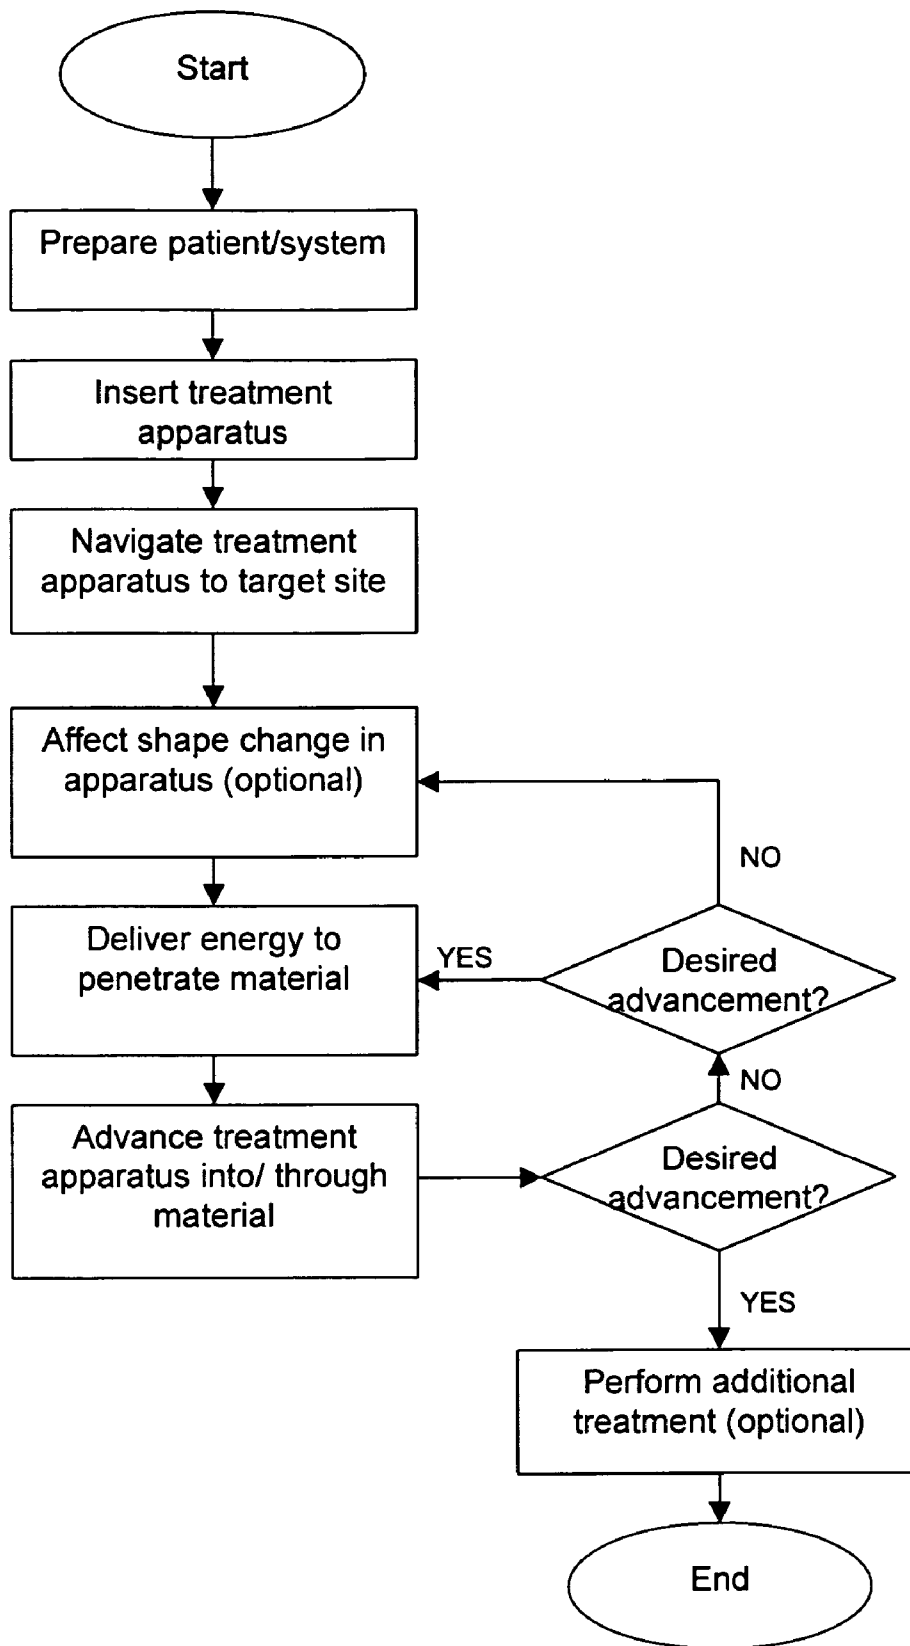 Start
Prepare patient/system
Insert treatment
apparatus
Navigate treatment
apparatus to target site
Affect shape change in
apparatus (optional)
NO
Deliver energy to
penetrate material
YES
Desired
advancement?
NO
Advance treatment
apparatus into/ through
material
Desired
advancement?
YES
Perform additional
treatment (optional)
End